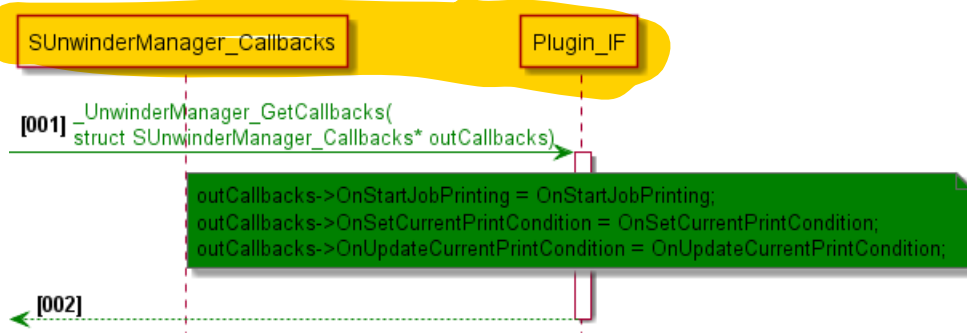 SUnwinderManager_Callbacks
Plugin_IF
[001] _UnwinderManager_GetCallbacks(
struct SUnwinderManager_Callbacks* outCallbacks)
outCallbacks->OnStartJobPrinting = OnStartJobPrinting;
outCallbacks->OnSetCurrentPrintCondition = OnSetCurrentPrintCondition;
outCallbacks->OnUpdateCurrentPrintCondition = OnUpdateCurrentPrintCondition;
[002]